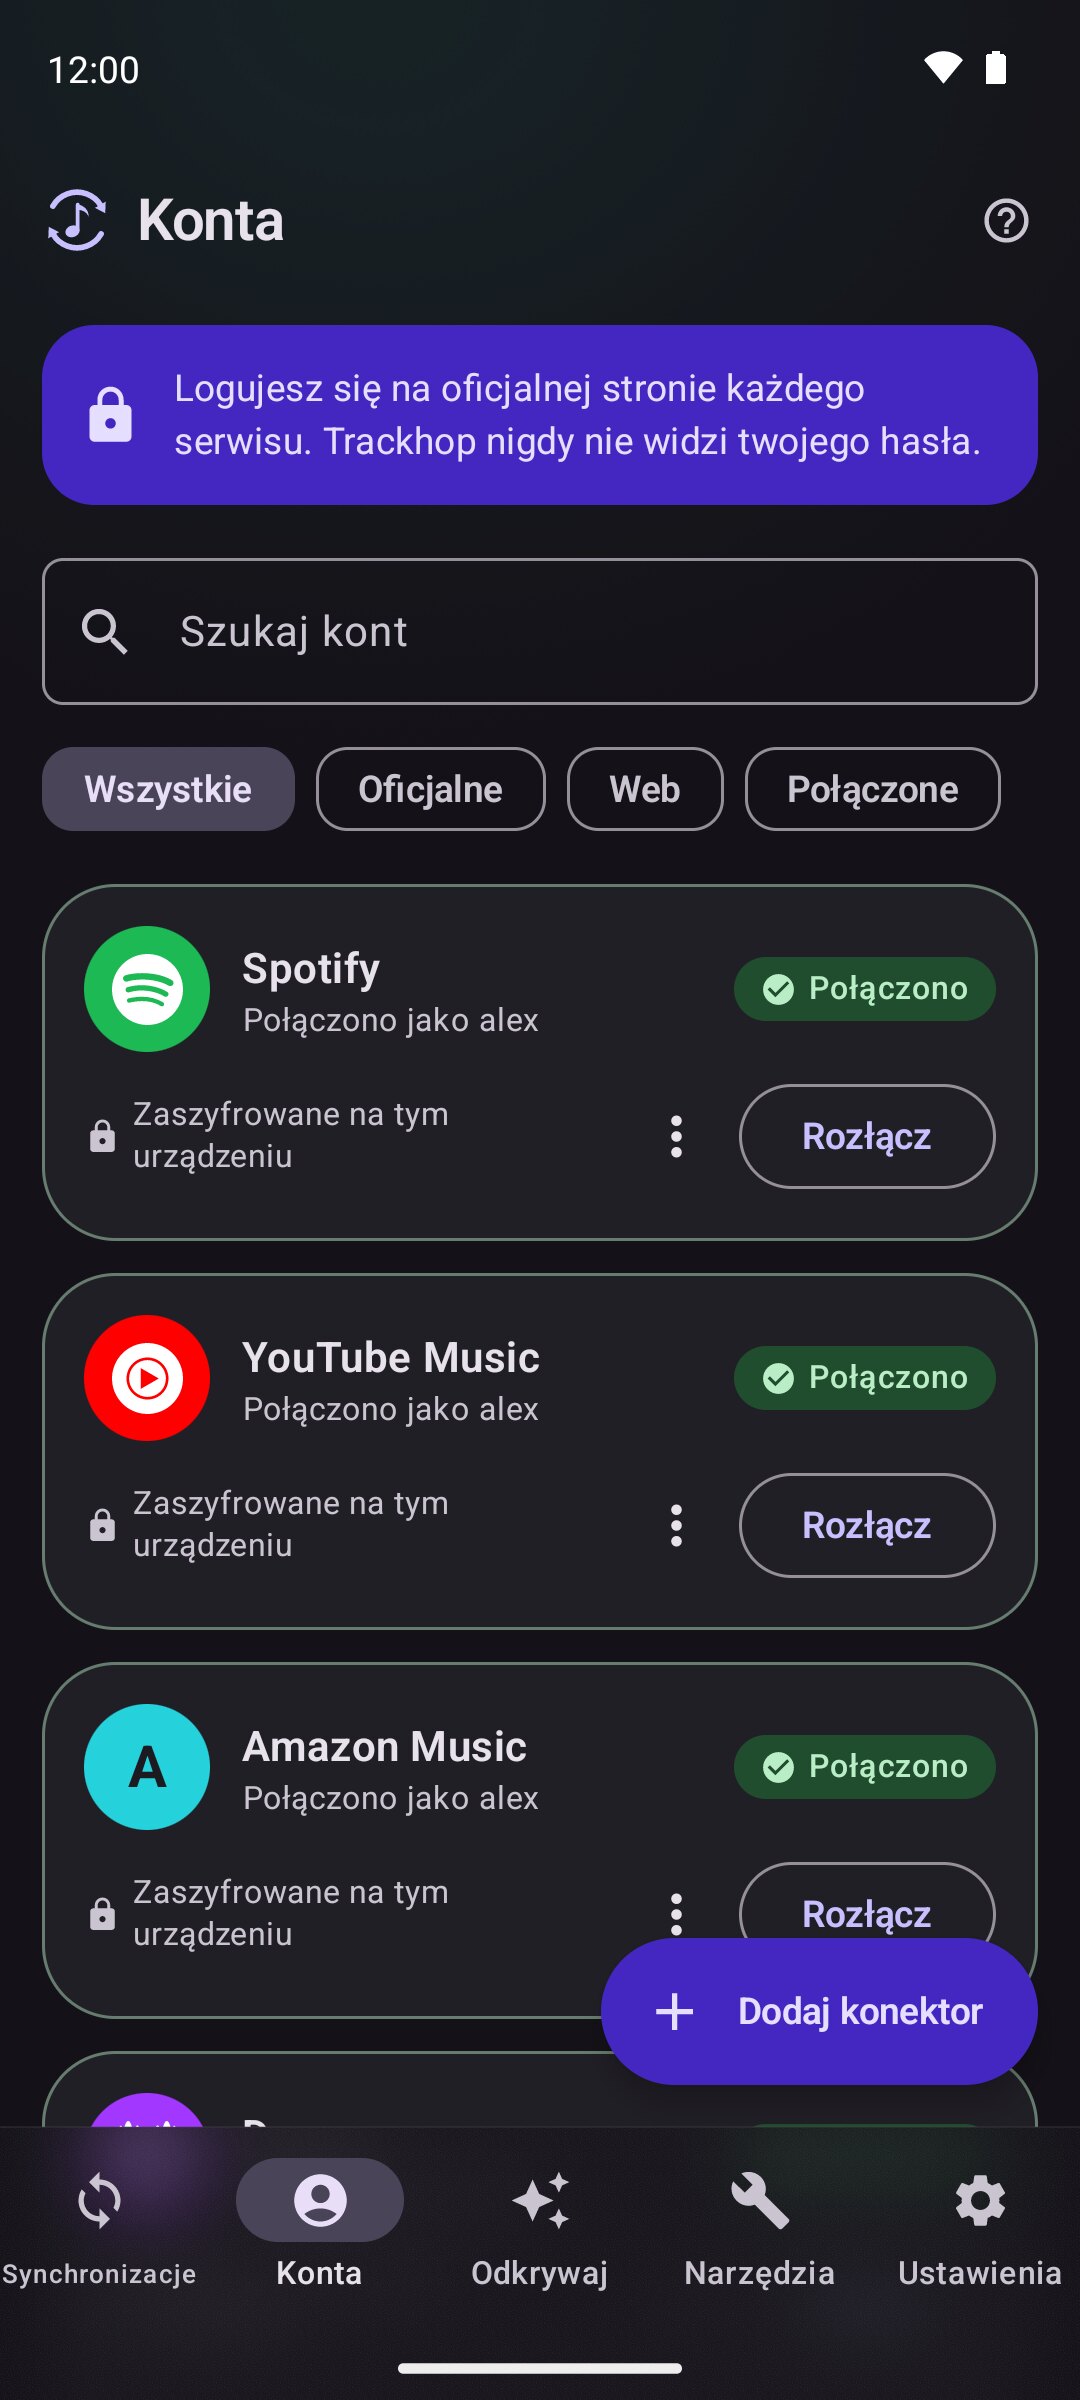 12:00
Konta
Logujesz się na oficjalnej stronie każdego
serwisu. Trackhop nigdy nie widzi twojego hasła.
Szukaj kont
Wszystkie
Oficjalne
Web
Połączone
Spotify
Połączono jako alex
Połączono
Zaszyfrowane na tym
urządzeniu
Rozłącz
YouTube Music
Połączono jako alex
Połączono
Zaszyfrowane na tym
urządzeniu
Rozłącz
A
Amazon Music
Połączono jako alex
Połączono
Zaszyfrowane na tym
urządzeniu
Rozłącz
Dodaj konektor
Synchronizacje
Konta
Odkrywaj
Narzędzia
Ustawienia